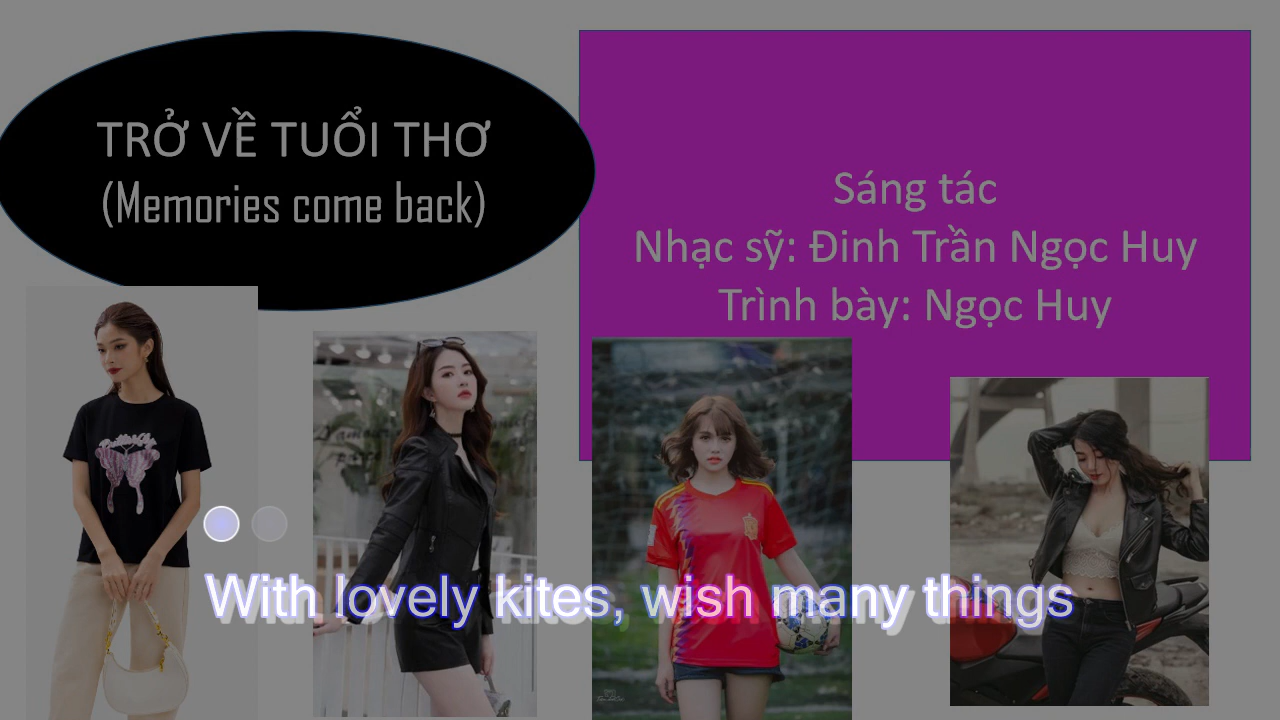 TRỞ VỀ TUỔI THƠ
(Memories come back)
Sáng tác
Nhạc sỹ: Đinh Trần Ngọc Huy
Trình bày: Ngọc Huy
With lovely kites, wish many things